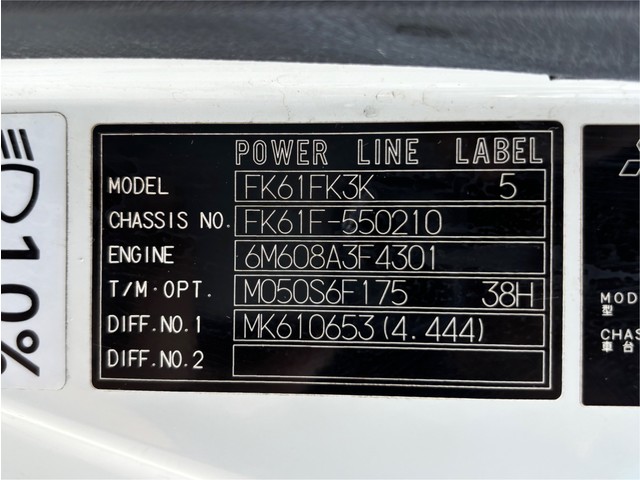 POWER LINE LABEL
MODEL FK61FK3K 5
CHASSIS NO. FK61F-550210
ENGINE 6M608A3F4301
T/M·OPT. M050S6F175 38H
DIFF.NO.1 MK610653(4.444)
DIFF.NO.2
10%
MOD
型
CHAS
車台